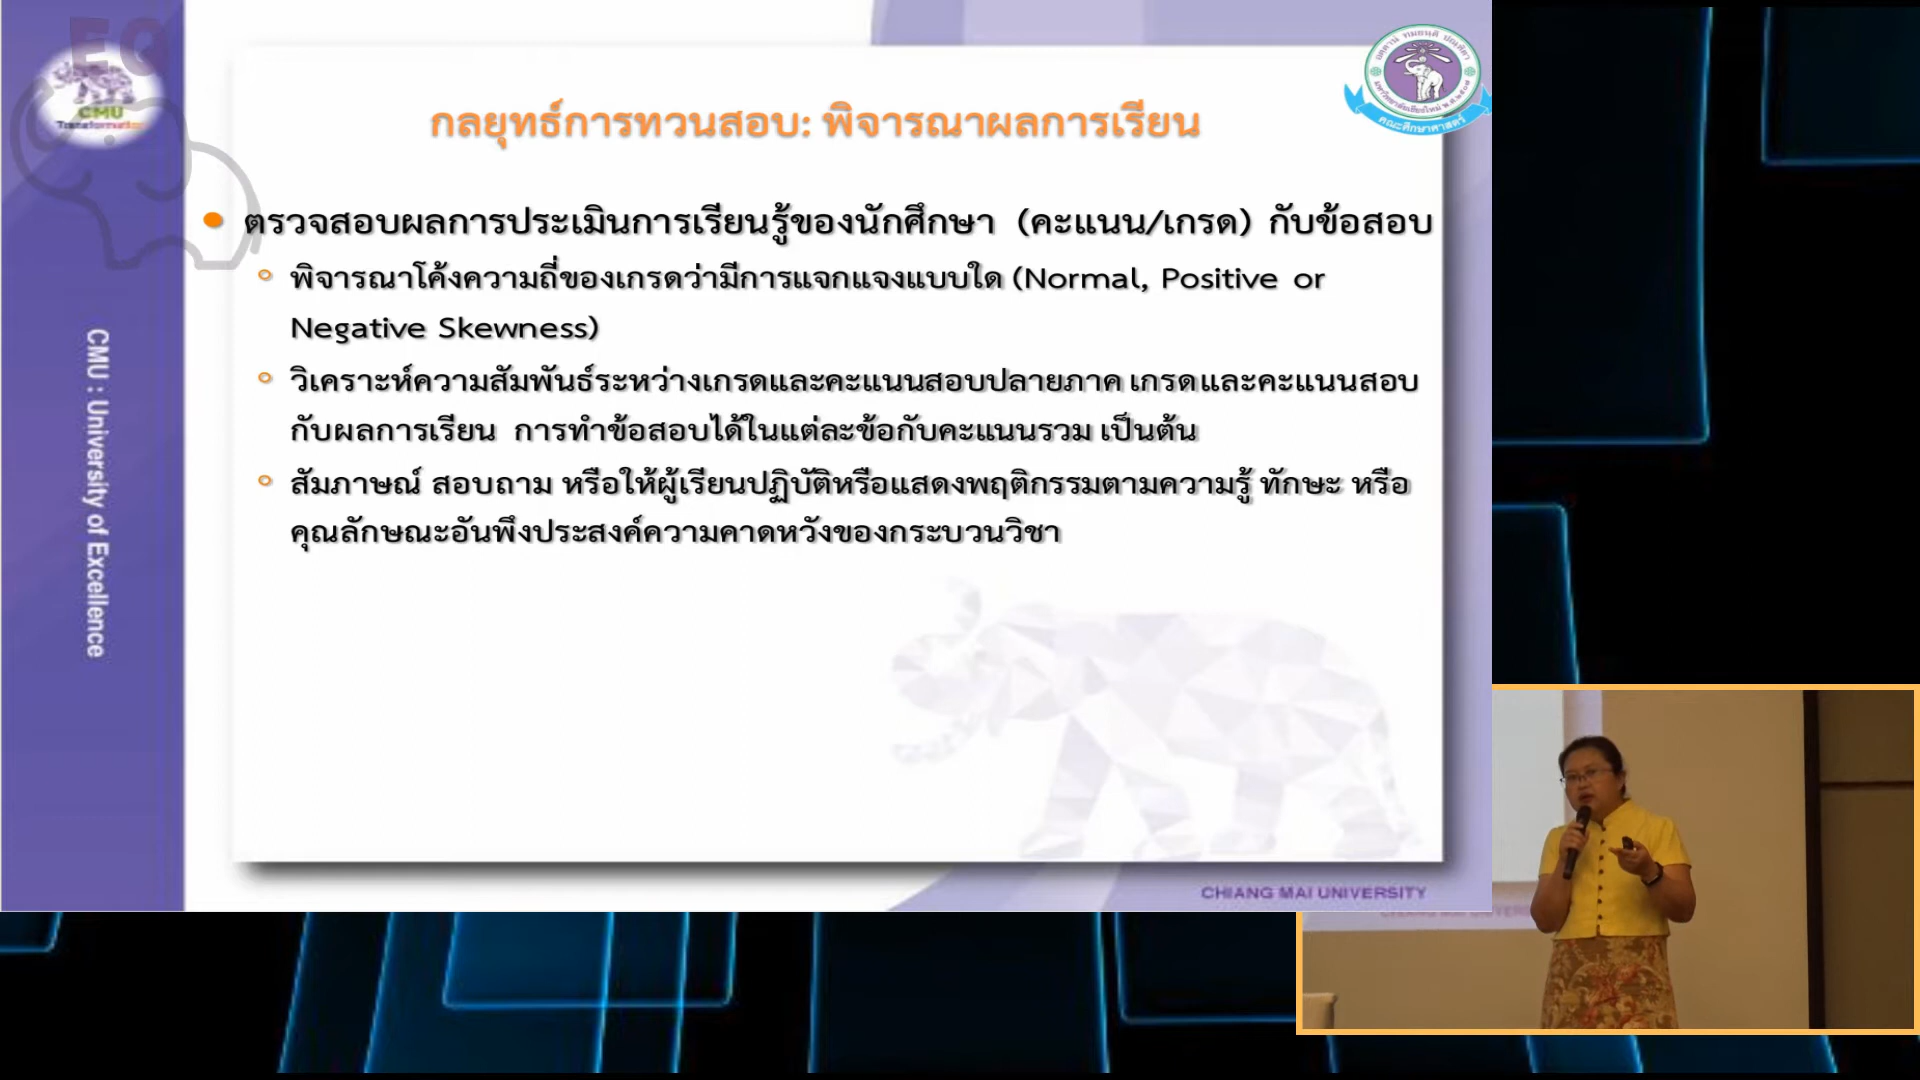 EQ
CMU
Transformation
CMU : University of Excellence
กลยุทธ์การทวนสอบ: พิจารณาผลการเรียน
ตรวจสอบผลการประเมินการเรียนรู้ของนักศึกษา (คะแนน/เกรด) กับข้อสอบ
พิจารณาโค้งความถี่ของเกรดว่ามีการแจกแจงแบบใด (Normal, Positive or
Negative Skewness)
วิเคราะห์ความสัมพันธ์ระหว่างเกรดและคะแนนสอบปลายภาค เกรดและคะแนนสอบ
กับผลการเรียน การทำข้อสอบได้ในแต่ละข้อกับคะแนนรวม เป็นต้น
สัมภาษณ์ สอบถาม หรือให้ผู้เรียนปฏิบัติหรือแสดงพฤติกรรมตามความรู้ ทักษะ หรือ
คุณลักษณะอันพึงประสงค์ความคาดหวังของกระบวนวิชา
คณะศึกษาศาสตร์
CHIANG MAI UNIVERSITY